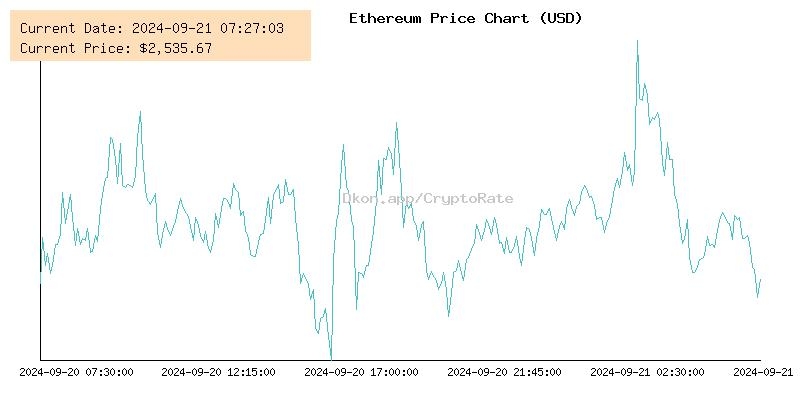 Ethereum Price Chart (USD)
Current Date: 2024-09-21 07:27:03
Current Price: $2,535.67
Dkon.app/CryptoRate
2024-09-20 07:30:00 2024-09-20 12:15:00 2024-09-20 17:00:00 2024-09-20 21:45:00 2024-09-21 02:30:00 2024-09-21